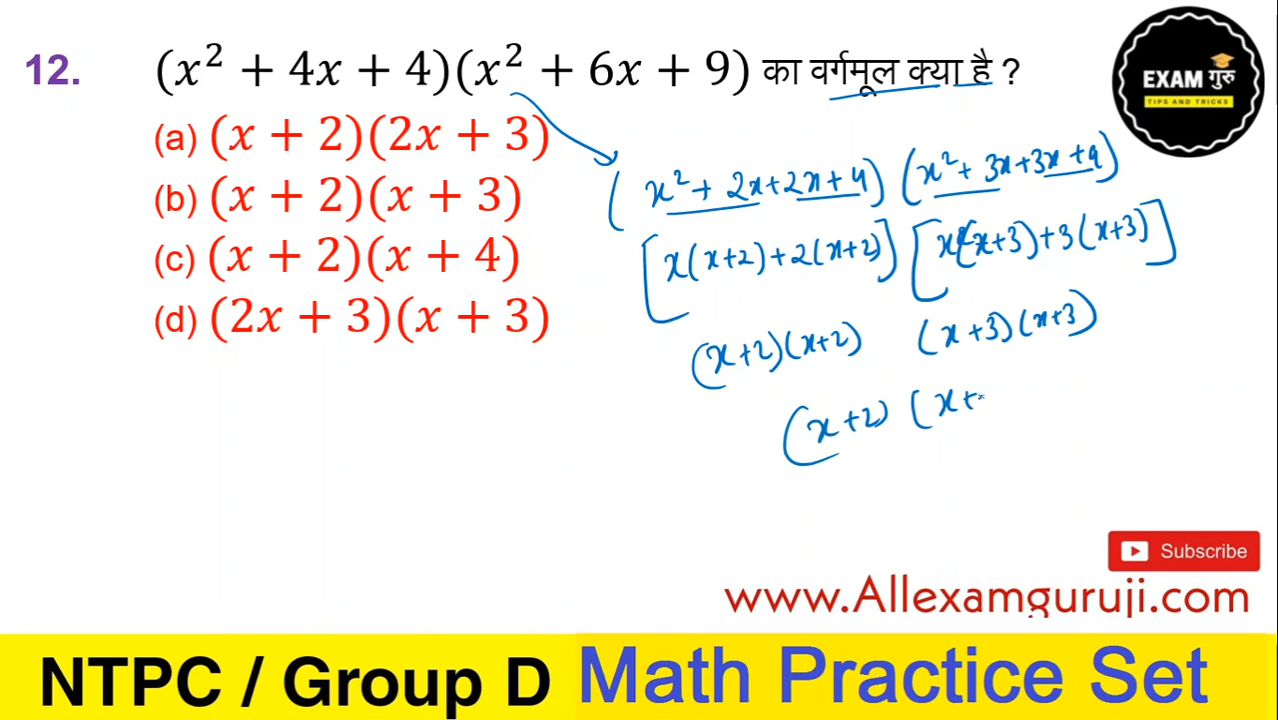 12. (x² + 4x + 4)(x² + 6x + 9) का वर्गमूल क्या है ?
(a) (x + 2)(2x + 3)
(b) (x + 2)(x + 3)
(c) (x + 2)(x + 4)
(d) (2x + 3)(x + 3)
(x² + 2x + 2x + 4) (x² + 3x + 3x + 9)
[x(x+2)+2(x+2)] [x(x+3)+3(x+3)]
(x+2)(x+2) (x+3)(x+3)
(x+2) (x+
EXAM गुरु
TIPS AND TRICKS
Subscribe
www.Allexamguruji.com
NTPC / Group D Math Practice Set